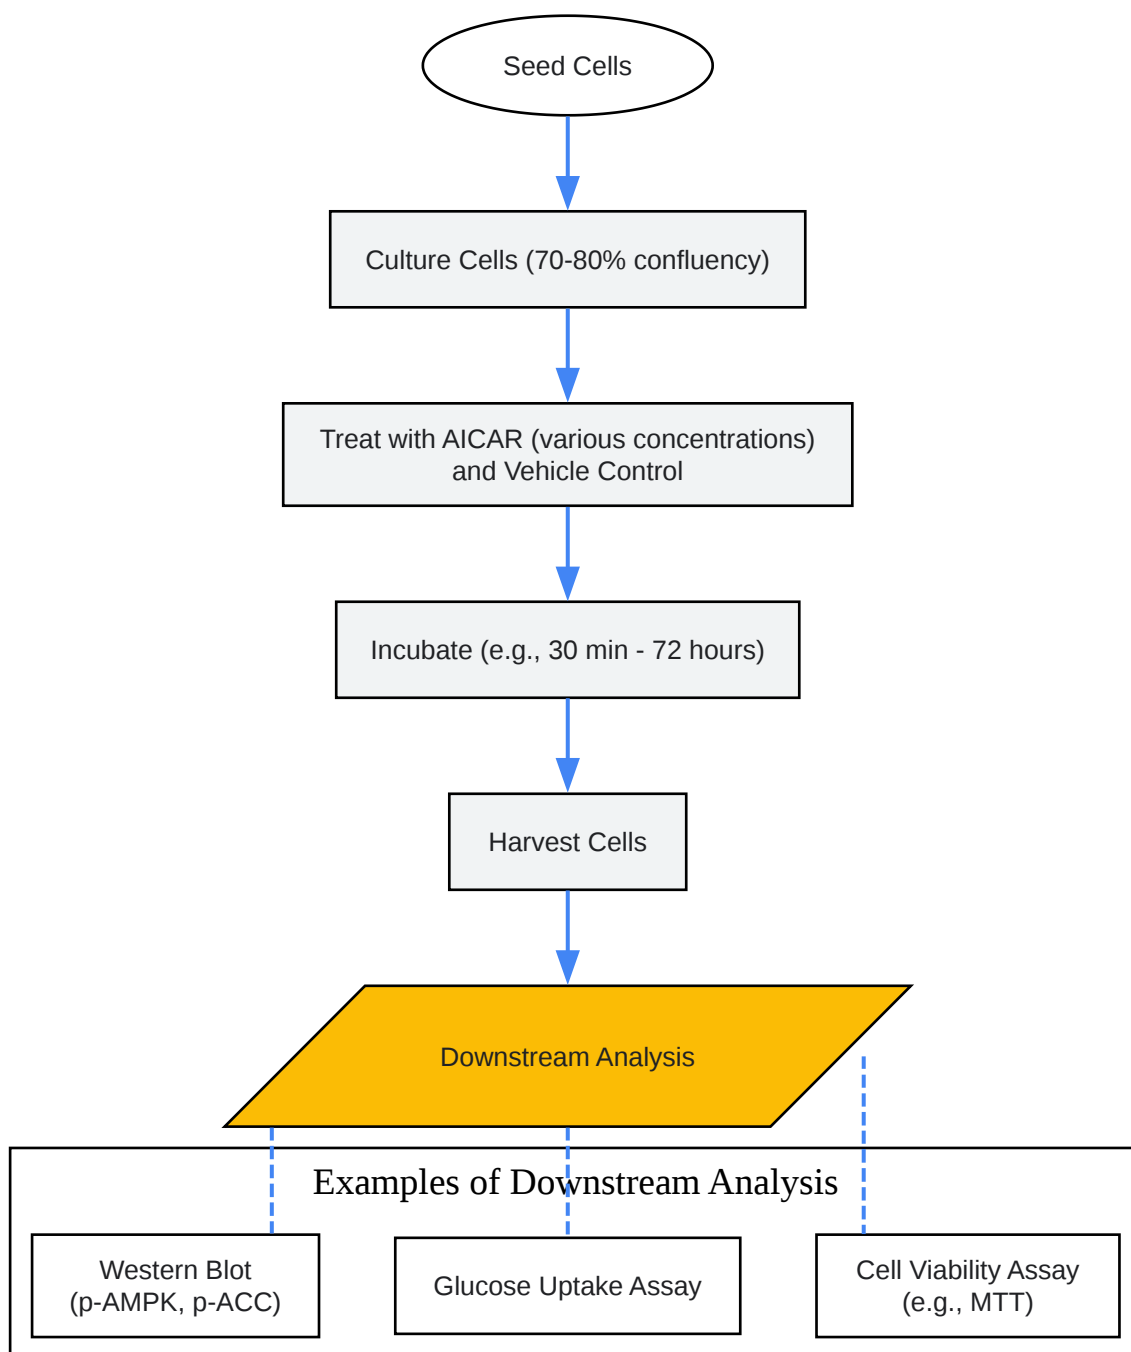 Seed Cells
Culture Cells (70-80% confluency)
Treat with AICAR (various concentrations)
and Vehicle Control
Incubate (e.g., 30 min - 72 hours)
Harvest Cells
Downstream Analysis
Examples of Downstream Analysis
Western Blot
(p-AMPK, p-ACC)
Glucose Uptake Assay
Cell Viability Assay
(e.g., MTT)